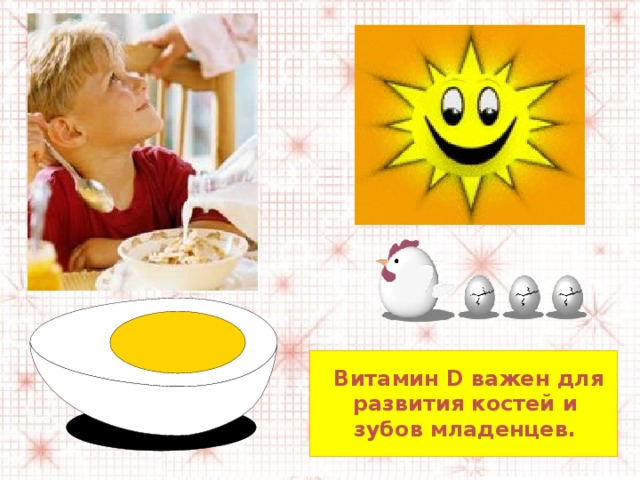 Витамин D важен для
развития костей и
зубов младенцев.